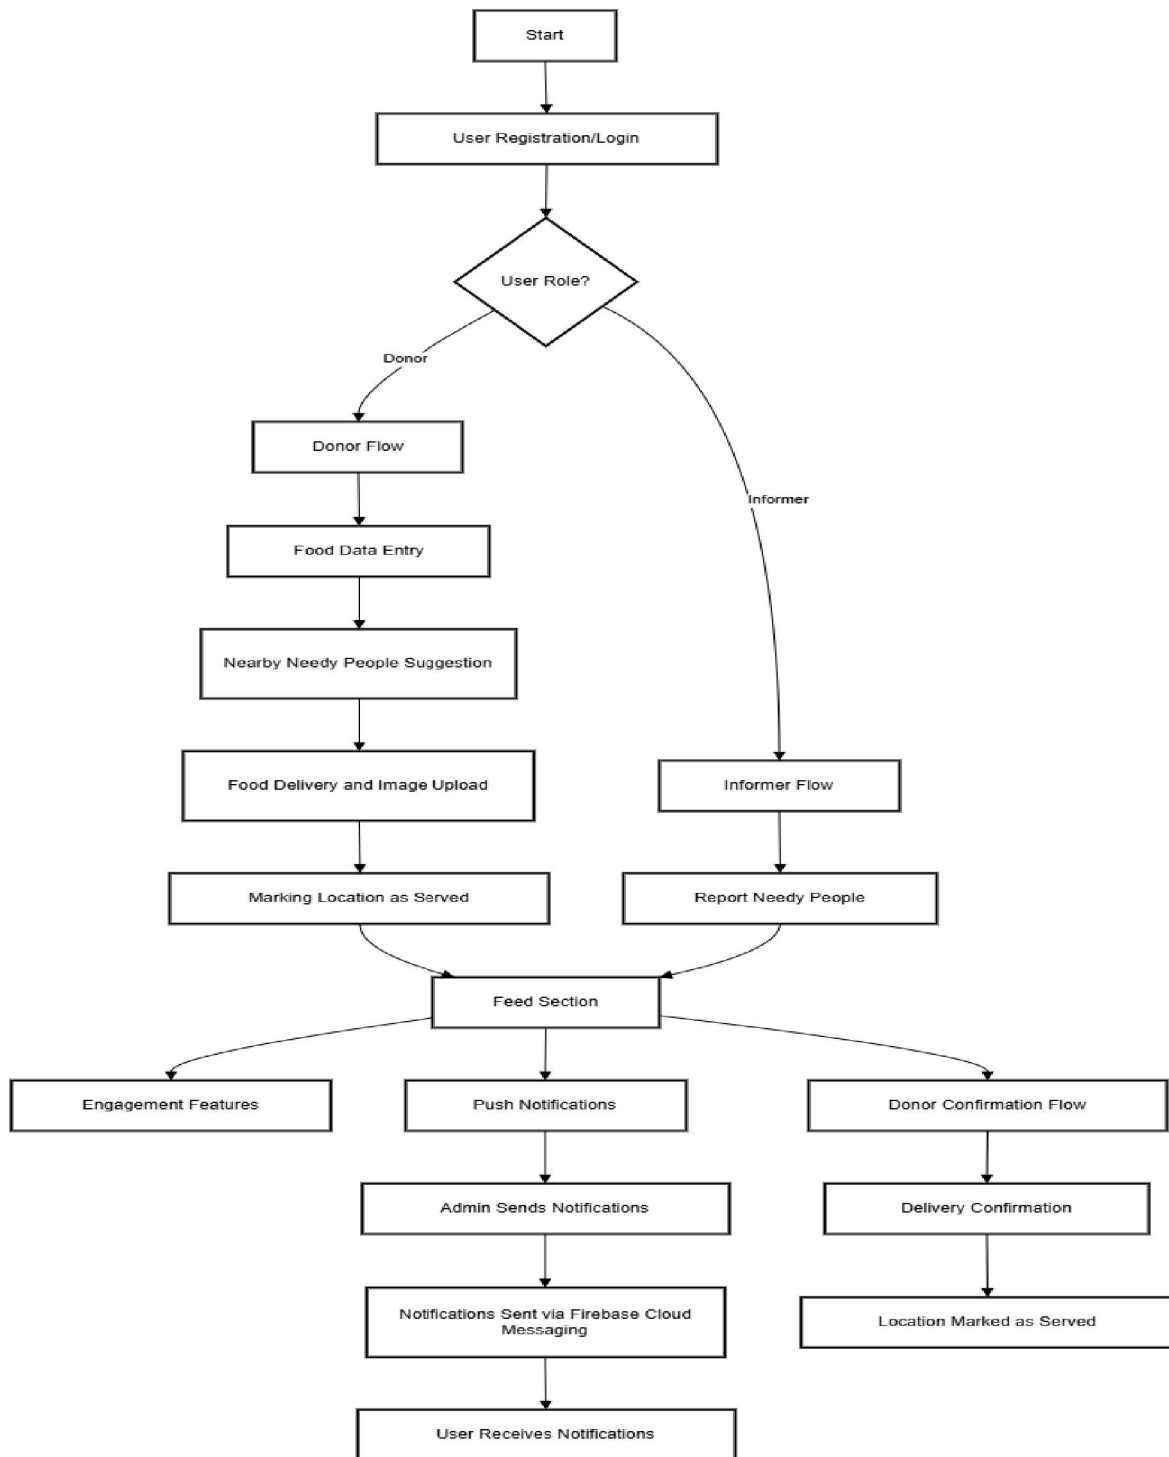 Start
User Registration/Login
User Role?
Donor
Donor Flow
Informer
Food Data Entry
Nearby Needy People Suggestion
Food Delivery and Image Upload
Informer Flow
Marking Location as Served
Report Needy People
Feed Section
Engagement Features
Push Notifications
Donor Confirmation Flow
Admin Sends Notifications
Delivery Confirmation
Notifications Sent via Firebase Cloud
Messaging
Location Marked as Served
User Receives Notifications